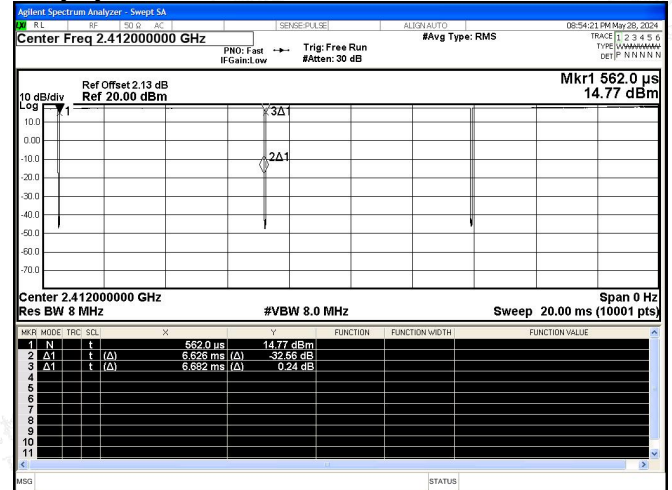 Agilent Spectrum Analyzer - Swept SA
RL RF 50 Ω AC SENSE:PULSE ALIGN AUTO 08:54:21 PM May 28, 2024
Center Freq 2.412000000 GHz #Avg Type: RMS TRACE 1 2 3 4 5 6
PNO: Fast Trig: Free Run TYPE WWWWWW
IFGain:Low #Atten: 30 dB DET P N N N N N
Mkr1 562.0 µs
Ref Offset 2.13 dB
10 dB/div Ref 20.00 dBm 14.77 dBm
Log
1 3Δ1
10.0
0.00
2Δ1
-10.0
-20.0
-30.0
-40.0
-50.0
-60.0
-70.0
Center 2.412000000 GHz Span 0 Hz
Res BW 8 MHz #VBW 8.0 MHz Sweep 20.00 ms (10001 pts)
MKR MODE TRC SCL X Y FUNCTION FUNCTION WIDTH FUNCTION VALUE
1 N t 562.0 µs 14.77 dBm
2 Δ1 t (Δ) 6.626 ms (Δ) -32.56 dB
3 Δ1 t (Δ) 6.682 ms (Δ) 0.24 dB
4
5
6
7
8
9
10
11
MSG STATUS